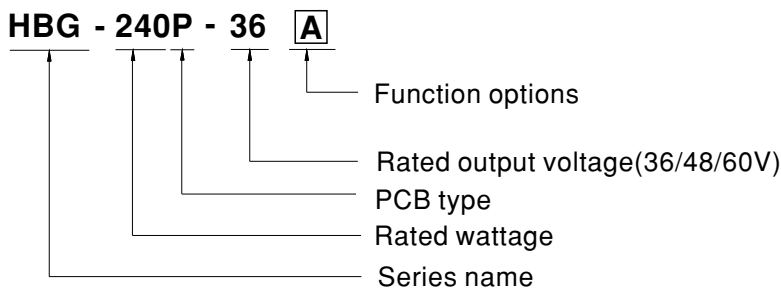 HBG - 240P - 36 A
Function options
Rated output voltage(36/48/60V)
PCB type
Rated wattage
Series name